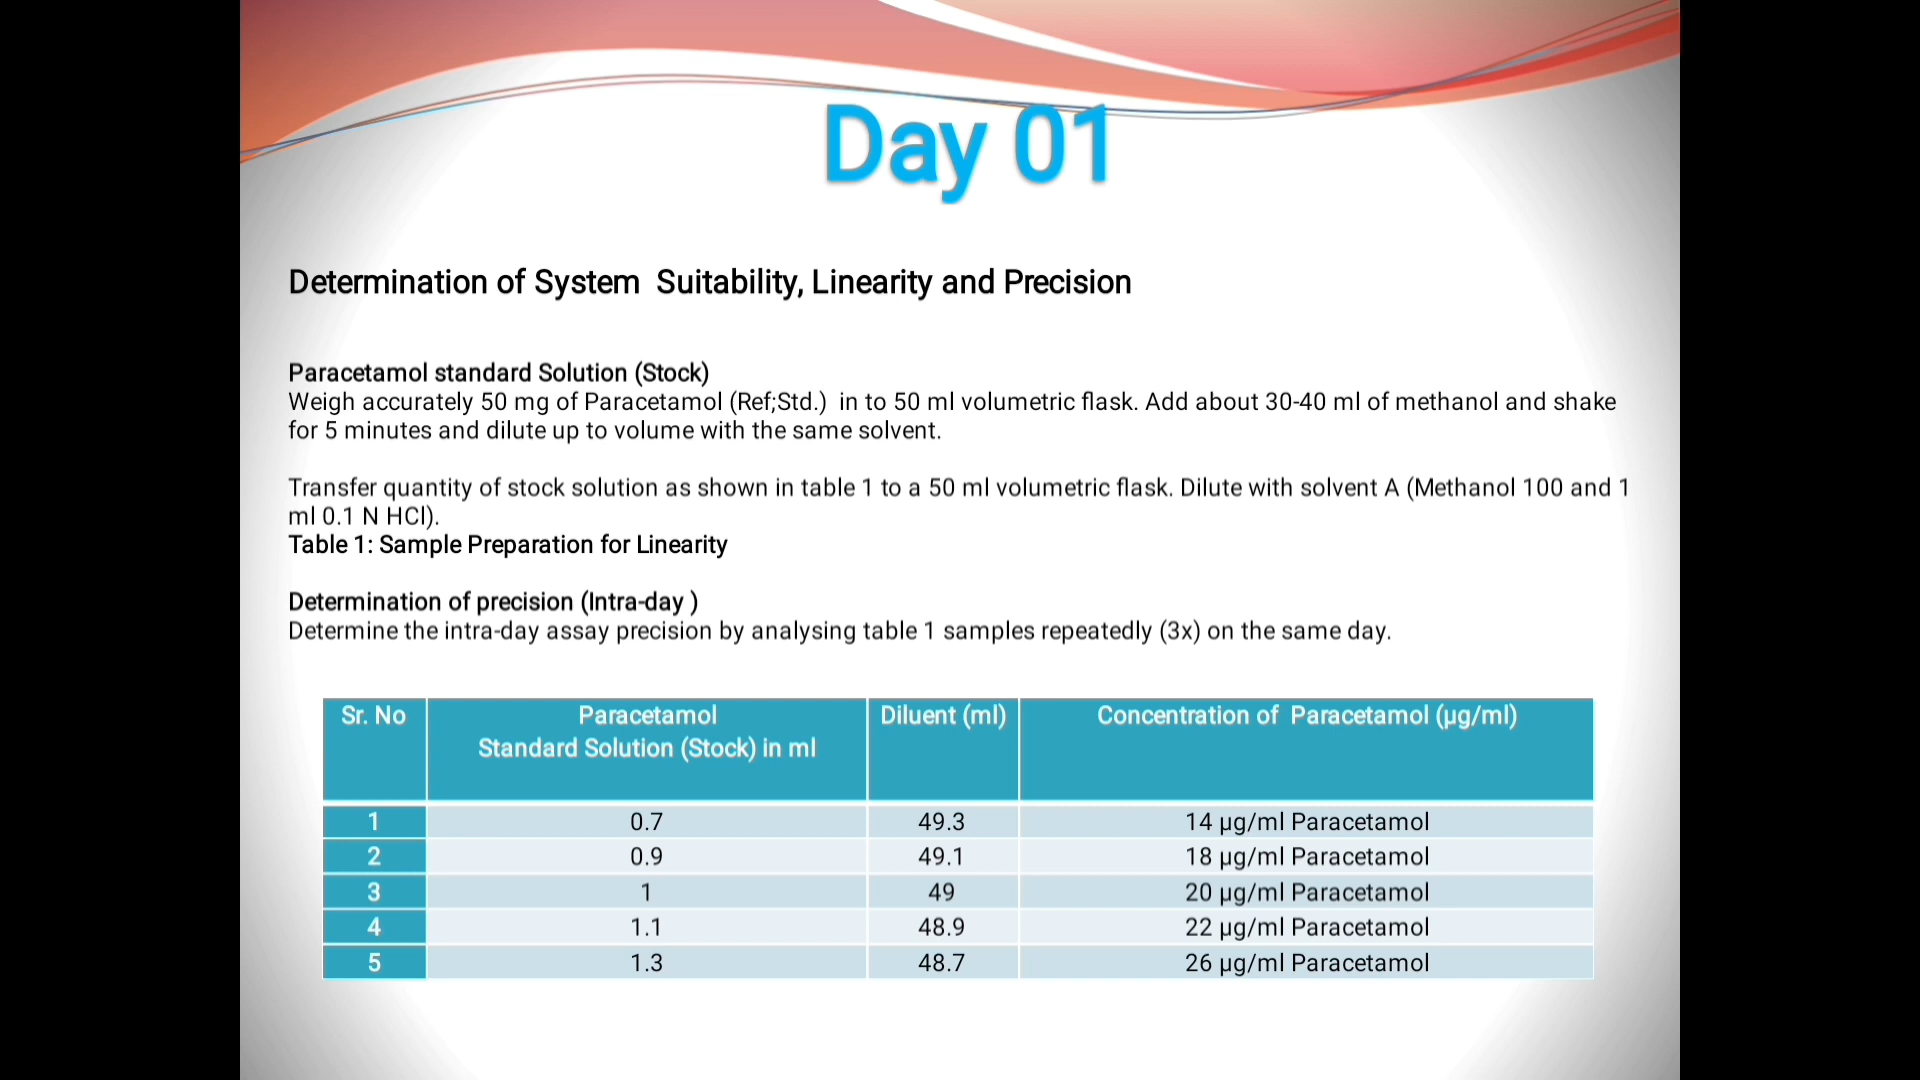 Day 01
Determination of System  Suitability, Linearity and Precision
Paracetamol standard Solution (Stock)
Weigh accurately 50 mg of Paracetamol (Ref;Std.)  in to 50 ml volumetric flask. Add about 30-40 ml of methanol and shake
for 5 minutes and dilute up to volume with the same solvent.
Transfer quantity of stock solution as shown in table 1 to a 50 ml volumetric flask. Dilute with solvent A (Methanol 100 and 1
ml 0.1 N HCl).
Table 1: Sample Preparation for Linearity
Determination of precision (Intra-day )
Determine the intra-day assay precision by analysing table 1 samples repeatedly (3x) on the same day.
Sr. No Paracetamol Diluent (ml) Concentration of  Paracetamol (µg/ml)
Standard Solution (Stock) in ml
1 0.7 49.3 14 µg/ml Paracetamol
2 0.9 49.1 18 µg/ml Paracetamol
3 1 49 20 µg/ml Paracetamol
4 1.1 48.9 22 µg/ml Paracetamol
5 1.3 48.7 26 µg/ml Paracetamol